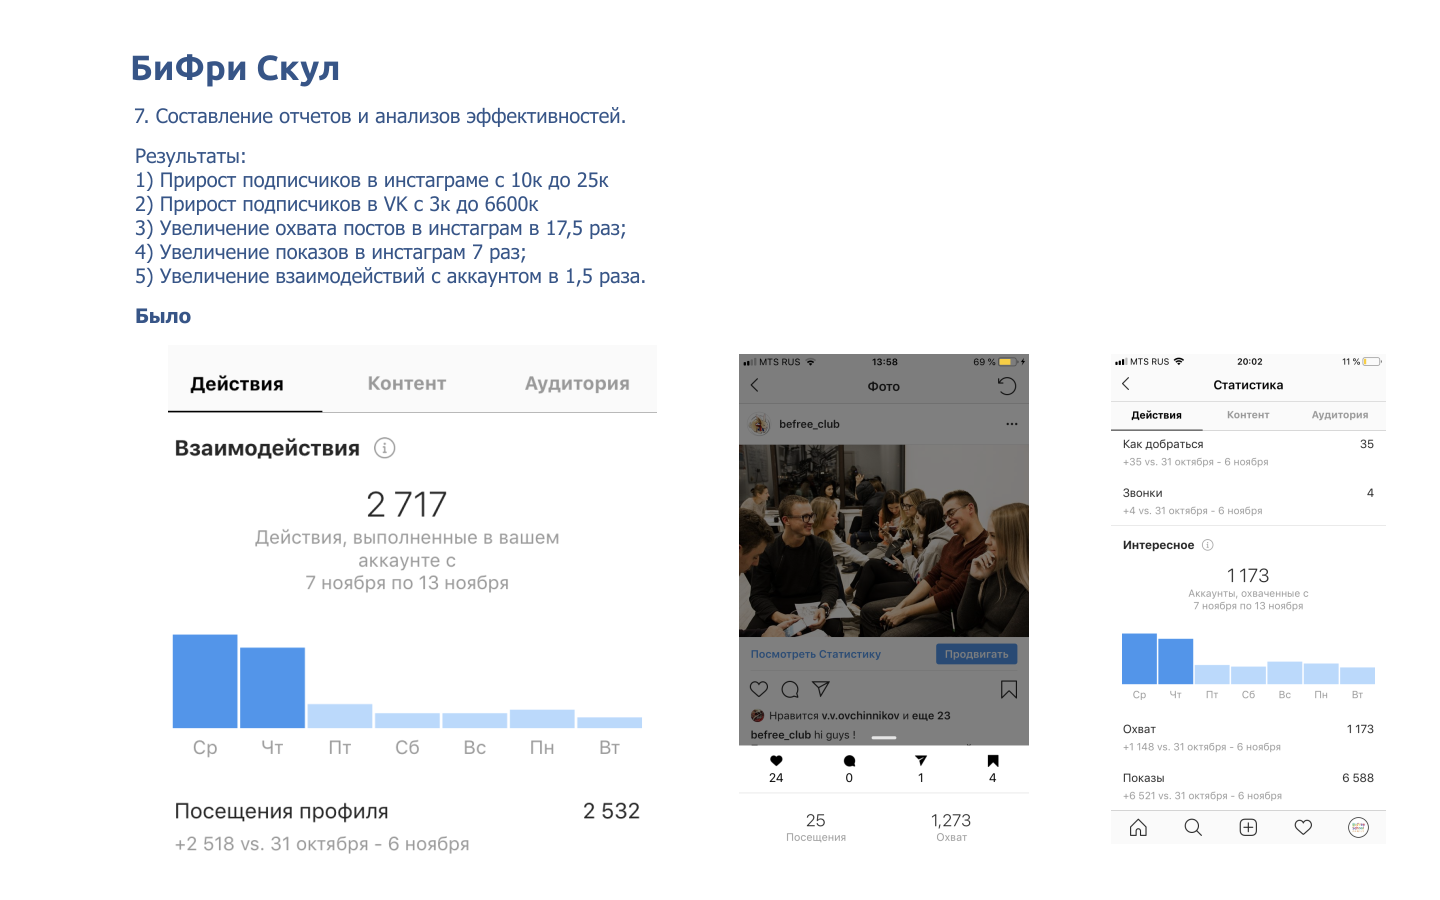 БиФри Скул
7. Составление отчетов и анализов эффективностей.
Результаты:
1) Прирост подписчиков в инстаграме с 10к до 25к
2) Прирост подписчиков в VK с 3к до 6600к
3) Увеличение охвата постов в инстаграм в 17,5 раз;
4) Увеличение показов в инстаграм 7 раз;
5) Увеличение взаимодействий с аккаунтом в 1,5 раза.
Было
Действия Контент Аудитория
Взаимодействия
2 717
Действия, выполненные в вашем
аккаунте с
7 ноября по 13 ноября
Ср Чт Пт Сб Вс Пн Вт
Посещения профиля 2 532
+2 518 vs. 31 октября - 6 ноября
MTS RUS 13:58 69 %
Фото
befree_club
Посмотреть Статистику Продвигать
Нравится v.v.ovchinnikov и еще 23
befree_club hi guys !
24 0 1 4
25 1,273
Посещения Охват
MTS RUS 20:02 11 %
Статистика
Действия Контент Аудитория
Как добраться 35
+35 vs. 31 октября - 6 ноября
Звонки 4
+4 vs. 31 октября - 6 ноября
Интересное
1 173
Аккаунты, охваченные с
7 ноября по 13 ноября
Ср Чт Пт Сб Вс Пн Вт
Охват 1 173
+1 148 vs. 31 октября - 6 ноября
Показы 6 588
+6 521 vs. 31 октября - 6 ноября